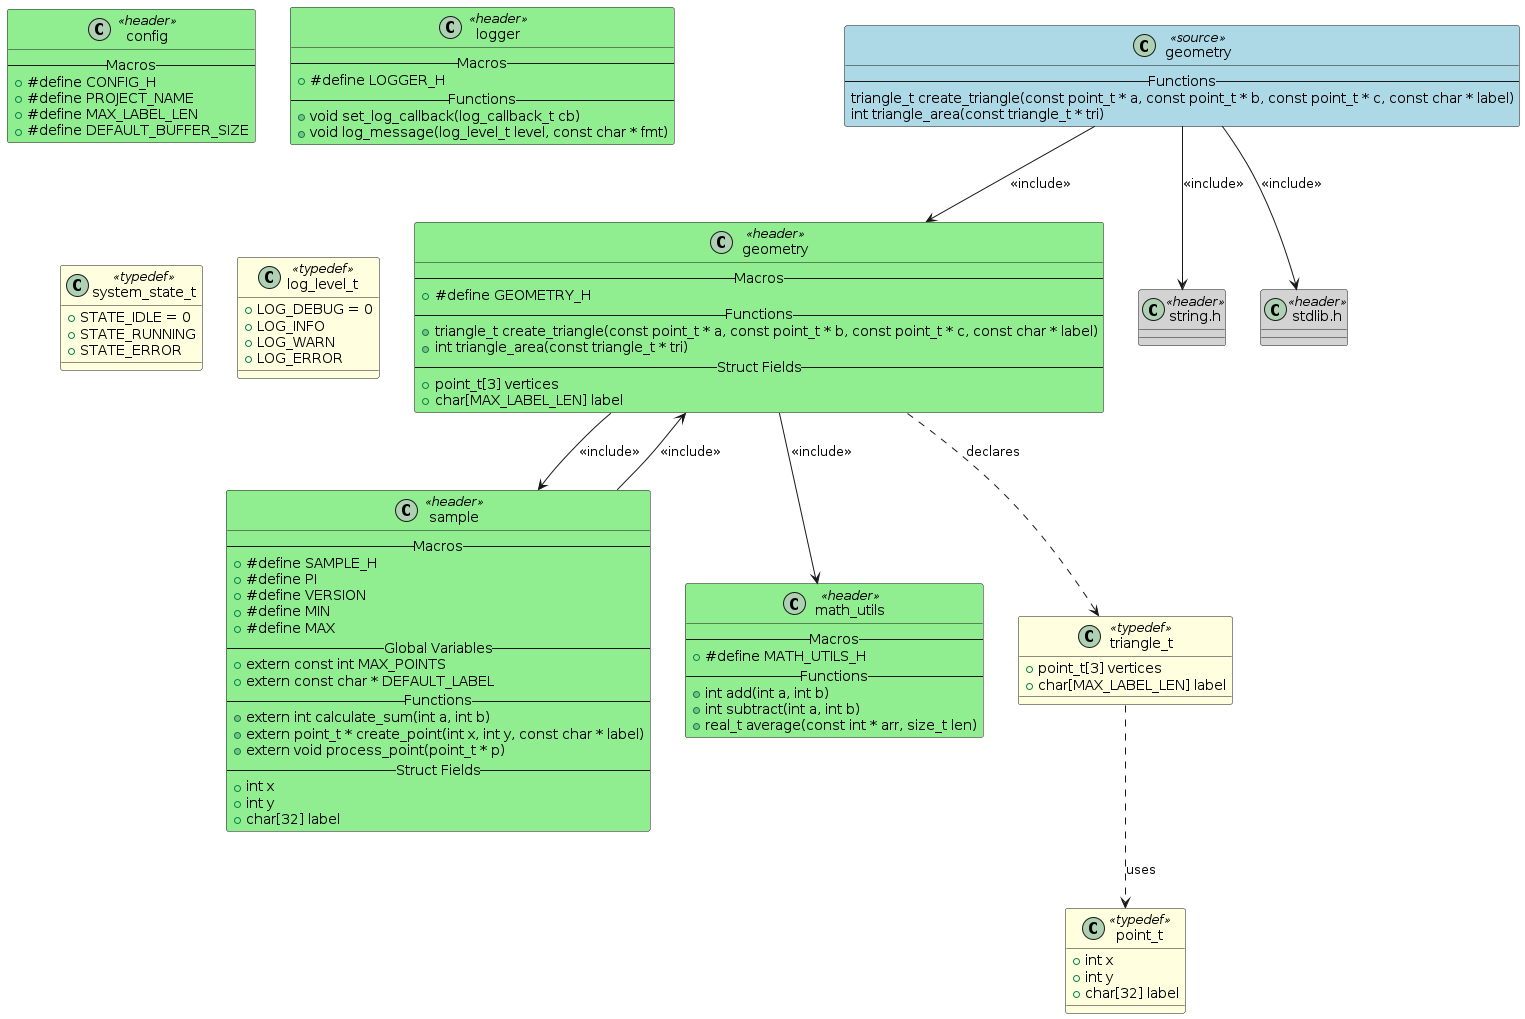 C «header»
config
Macros
#define CONFIG_H
#define PROJECT_NAME
#define MAX_LABEL_LEN
#define DEFAULT_BUFFER_SIZE
C «header»
logger
Macros
#define LOGGER_H
Functions
void set_log_callback(log_callback_t cb)
void log_message(log_level_t level, const char * fmt)
C «source»
geometry
Functions
triangle_t create_triangle(const point_t * a, const point_t * b, const point_t * c, const char * label)
int triangle_area(const triangle_t * tri)
«include»
«include»
«include»
C «typedef»
system_state_t
STATE_IDLE = 0
STATE_RUNNING
STATE_ERROR
C «typedef»
log_level_t
LOG_DEBUG = 0
LOG_INFO
LOG_WARN
LOG_ERROR
C «header»
geometry
Macros
#define GEOMETRY_H
Functions
triangle_t create_triangle(const point_t * a, const point_t * b, const point_t * c, const char * label)
int triangle_area(const triangle_t * tri)
Struct Fields
point_t[3] vertices
char[MAX_LABEL_LEN] label
C «header»
string.h
C «header»
stdlib.h
«include»
«include»
«include»
declares
C «header»
sample
Macros
#define SAMPLE_H
#define PI
#define VERSION
#define MIN
#define MAX
Global Variables
extern const int MAX_POINTS
extern const char * DEFAULT_LABEL
Functions
extern int calculate_sum(int a, int b)
extern point_t * create_point(int x, int y, const char * label)
extern void process_point(point_t * p)
Struct Fields
int x
int y
char[32] label
C «header»
math_utils
Macros
#define MATH_UTILS_H
Functions
int add(int a, int b)
int subtract(int a, int b)
real_t average(const int * arr, size_t len)
C «typedef»
triangle_t
point_t[3] vertices
char[MAX_LABEL_LEN] label
uses
C «typedef»
point_t
int x
int y
char[32] label